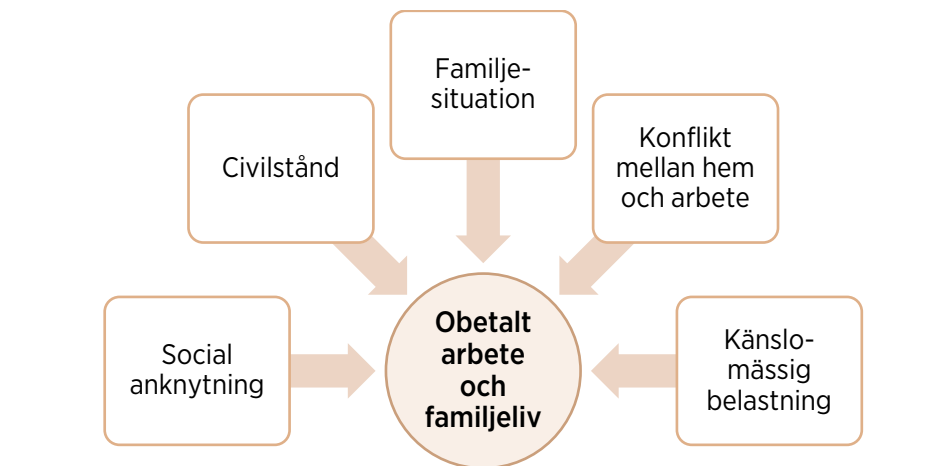 Familje-
situation
Civilstånd
Konflikt
mellan hem
och arbete
Social
anknytning
Obetalt
arbete
och
familjeliv
Känslo-
mässig
belastning